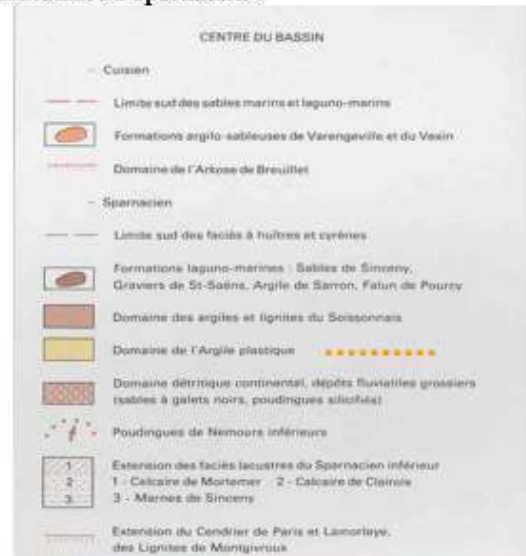 CENTRE DU BASSIN
- Cuisien
Limite sud des sables marins et laguno-marins
Formations argilo-sableuses de Varengeville et du Vexin
Domaine de l'Arkose de Breuillet
- Sparnacien
Limite sud des faciès à huîtres et cyrènes
Formations laguno-marines : Sables de Sinceny,
Graviers de St-Saëns, Argile de Sarron, Falun de Pourcy
Domaine des argiles et lignites du Soissonnais
Domaine de l'Argile plastique
Domaine détritique continental, dépôts fluviatiles grossiers
(sables à galets noirs, poudingues silicifiés)
Poudingues de Nemours inférieurs
1 Extension des faciès lacustres du Sparnacien inférieur
2 1 - Calcaire de Mortemer 2 - Calcaire de Clairoix
3 3 - Marnes de Sinceny
Extension du Cendrier de Paris et Lamorlaye,
des Lignites de Montgivroux